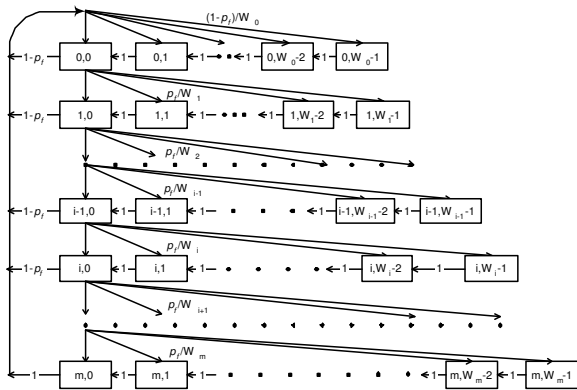 (1-p_f)/W_0
1-p_f 0,0 1 0,1 1 1 0,W_0-2 1 0,W_0-1
p_f/W_1
1-p_f 1,0 1 1,1 1 1 1,W_1-2 1 1,W_1-1
p_f/W_2
p_f/W_i-1
1-p_f i-1,0 1 i-1,1 1 1 i-1,W_i-1-2 1 i-1,W_i-1-1
p_f/W_i
1-p_f i,0 1 i,1 1 1 i,W_i-2 1 i,W_i-1
p_f/W_i+1
p_f/W_m
1 m,0 1 m,1 1 1 m,W_m-2 1 m,W_m-1